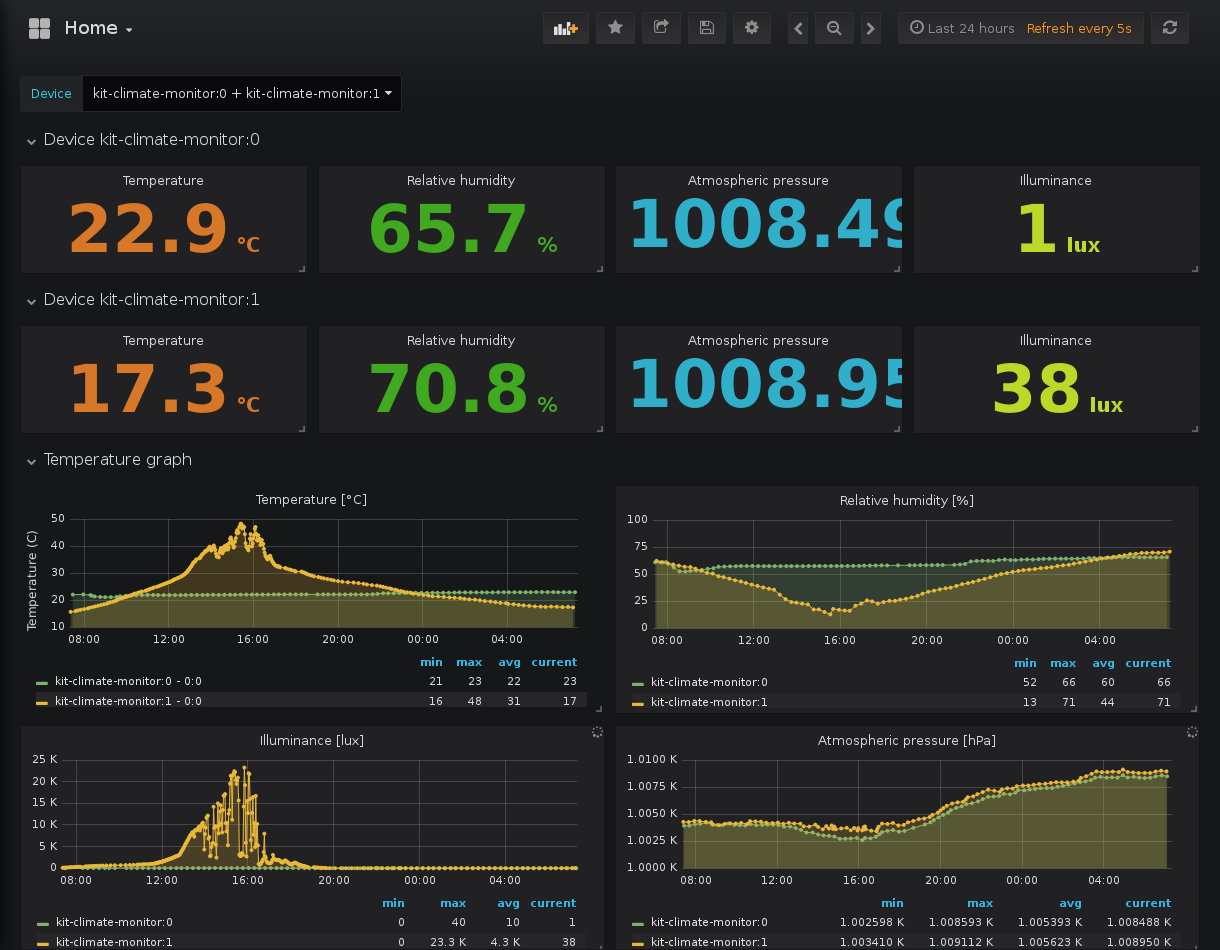 Home
Last 24 hours Refresh every 5s
Device kit-climate-monitor:0 + kit-climate-monitor:1
Device kit-climate-monitor:0
Temperature Relative humidity Atmospheric pressure Illuminance
22.9 °C 65.7 % 1008.49 1 lux
Device kit-climate-monitor:1
Temperature Relative humidity Atmospheric pressure Illuminance
17.3 °C 70.8 % 1008.95 38 lux
Temperature graph
Temperature [°C]
Temperature (C)
50
40
30
20
10
08:00 12:00 16:00 20:00 00:00 04:00
min max avg current
kit-climate-monitor:0 - 0:0 21 23 22 23
kit-climate-monitor:1 - 0:0 16 48 31 17
Relative humidity [%]
100
75
50
25
0
08:00 12:00 16:00 20:00 00:00 04:00
min max avg current
kit-climate-monitor:0 52 66 60 66
kit-climate-monitor:1 13 71 44 71
Illuminance [lux]
25 K
20 K
15 K
10 K
5 K
0
08:00 12:00 16:00 20:00 00:00 04:00
min max avg current
kit-climate-monitor:0 0 40 10 1
kit-climate-monitor:1 0 23.3 K 4.3 K 38
Atmospheric pressure [hPa]
1.0100 K
1.0075 K
1.0050 K
1.0025 K
1.0000 K
08:00 12:00 16:00 20:00 00:00 04:00
min max avg current
kit-climate-monitor:0 1.002598 K 1.008593 K 1.005393 K 1.008488 K
kit-climate-monitor:1 1.003410 K 1.009112 K 1.005623 K 1.008950 K